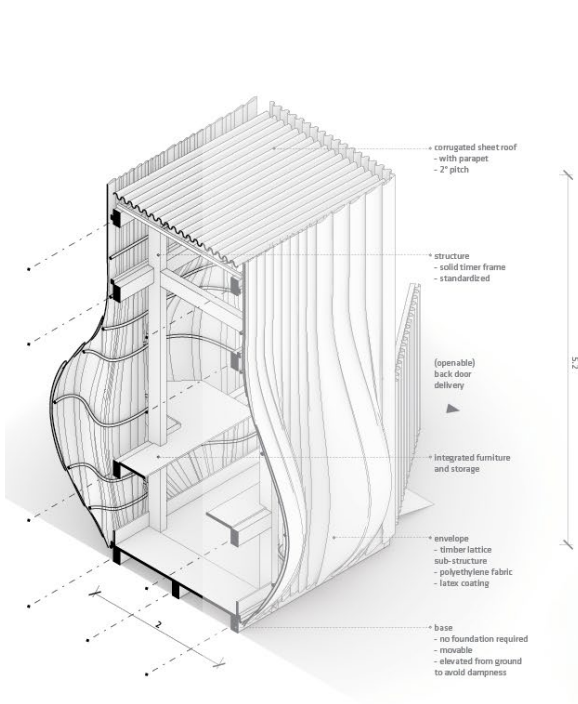 corrugated sheet roof
- with parapet
- 2° pitch
structure
- solid timer frame
- standardized
5.2
(openable)
back door
delivery
integrated furniture
and storage
envelope
- timber lattice
sub-structure
- polyethylene fabric
- latex coating
2
base
- no foundation required
- movable
- elevated from ground
to avoid dampness